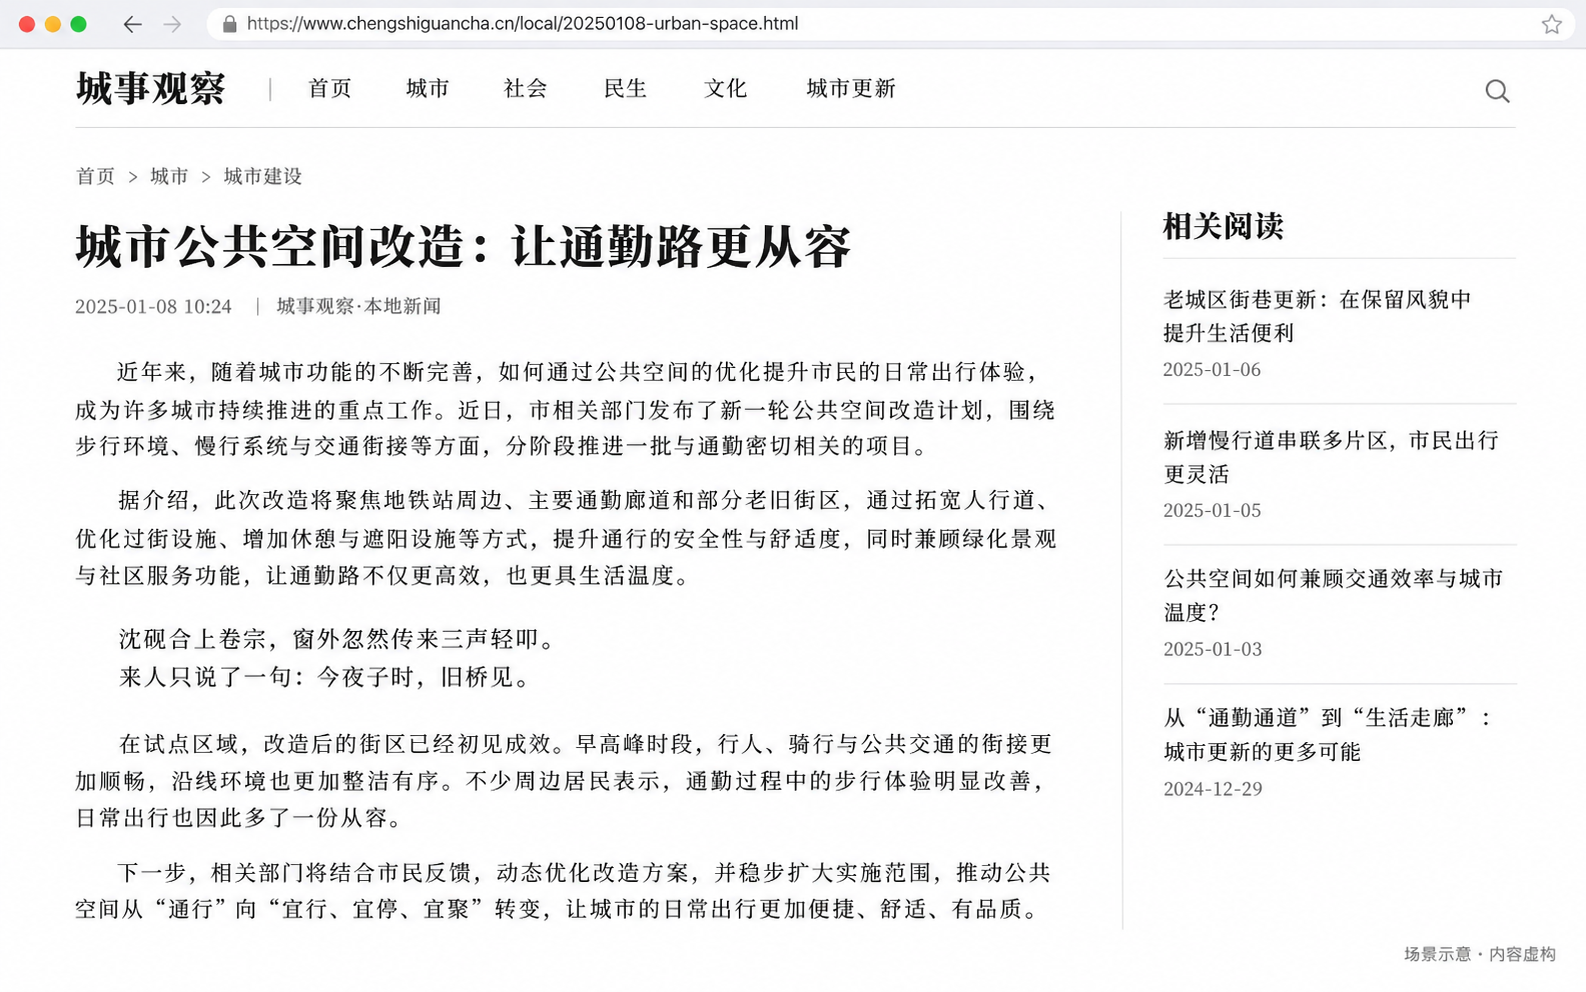 https://www.chengshiguancha.cn/local/20250108-urban-space.html
城事观察 | 首页 城市 社会 民生 文化 城市更新
首页 > 城市 > 城市建设
城市公共空间改造：让通勤路更从容
2025-01-08 10:24 | 城事观察·本地新闻
近年来，随着城市功能的不断完善，如何通过公共空间的优化提升市民的日常出行体验，
成为许多城市持续推进的重点工作。近日，市相关部门发布了新一轮公共空间改造计划，围绕
步行环境、慢行系统与交通街接等方面，分阶段推进一批与通勤密切相关的项目。
据介绍，此次改造将聚焦地铁站周边、主要通勤廊道和部分老旧街区，通过拓宽人行道、
优化过街设施、增加休憩与遮阳设施等方式，提升通行的安全性与舒适度，同时兼顾绿化景观
与社区服务功能，让通勤路不仅更高效，也更具生活温度。
沈砚合上卷宗，窗外忽然传来三声轻叩。
来人只说了一句：今夜子时，旧桥见。
在试点区域，改造后的街区已经初见成效。早高峰时段，行人、骑行与公共交通的街接更
加顺畅，沿线环境也更加整洁有序。不少周边居民表示，通勤过程中的步行体验明显改善，
日常出行也因此多了一份从容。
下一步，相关部门将结合市民反馈，动态优化改造方案，并稳步扩大实施范围，推动公共
空间从“通行”向“宜行、宜停、宜聚”转变，让城市的日常出行更加便捷、舒适、有品质。
相关阅读
老城区街巷更新：在保留风貌中
提升生活便利
2025-01-06
新增慢行道串联多片区，市民出行
更灵活
2025-01-05
公共空间如何兼顾交通效率与城市
温度？
2025-01-03
从“通勤通道”到“生活走廊”：
城市更新的更多可能
2024-12-29
场景示意·内容虚构